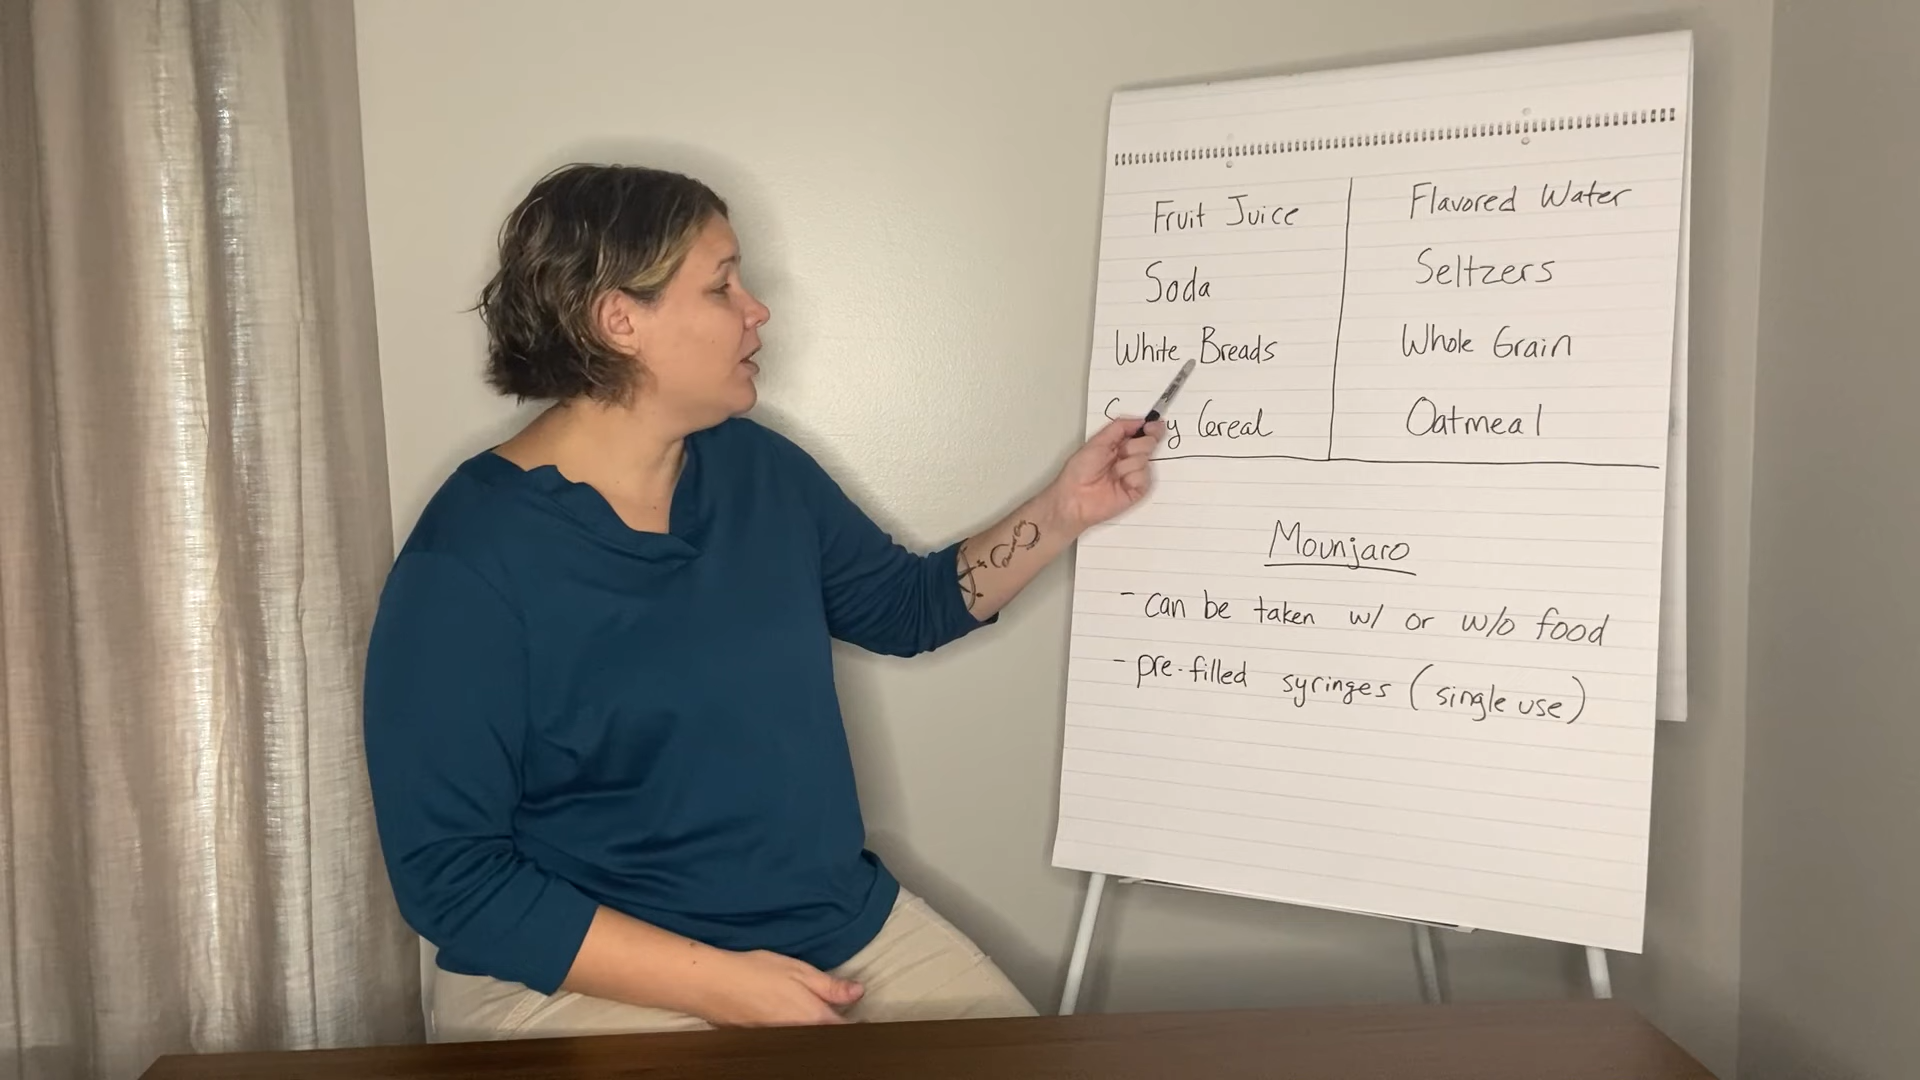 Fruit Juice
Flavored Water
Soda
Seltzers
White Breads
Whole Grain
Cereal
Oatmeal
Mounjaro
- can be taken w/ or w/o food
- pre-filled syringes (single use)